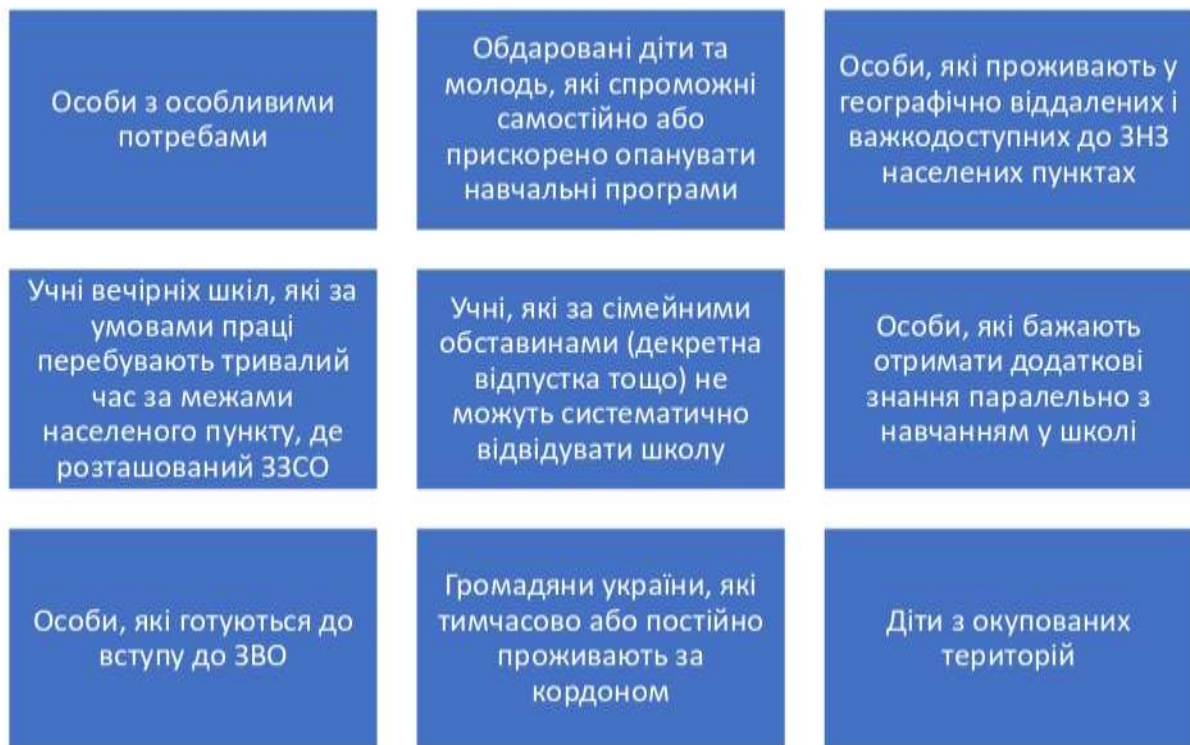 Особи з особливими
потребами
Обдаровані діти та
молодь, які спроможні
самостійно або
прискорено опанувати
навчальні програми
Особи, які проживають у
географічно віддалених і
важкодоступних до ЗНЗ
населених пунктах
Учні вечірніх шкіл, які за
умовами праці
перебувають тривалий
час за межами
населеного пункту, де
розташований ЗЗСО
Учні, які за сімейними
обставинами (декретна
відпустка тощо) не
можуть систематично
відвідувати школу
Особи, які бажають
отримати додаткові
знання паралельно з
навчанням у школі
Особи, які готуються до
вступу до ЗВО
Громадяни україни, які
тимчасово або постійно
проживають за
кордоном
Діти з окупованих
територій